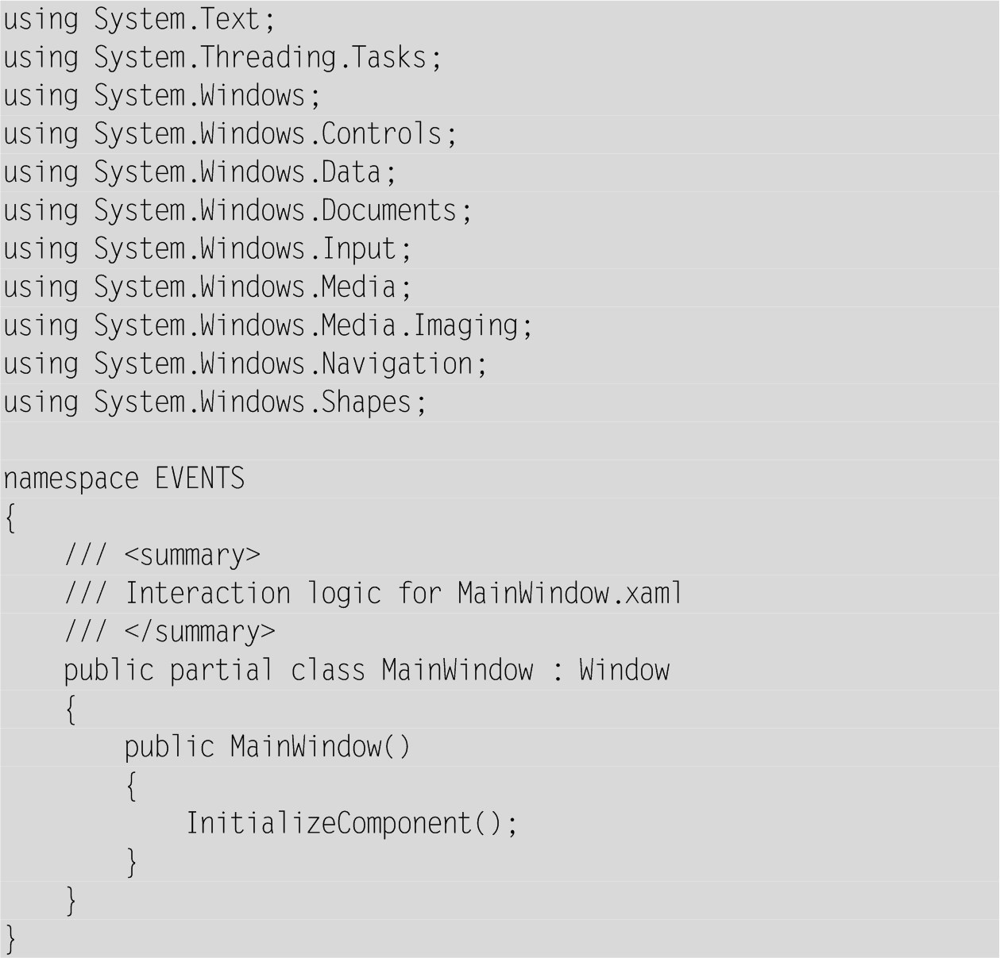 using System.Text;
using System.Threading.Tasks;
using System.Windows;
using System.Windows.Controls;
using System.Windows.Data;
using System.Windows.Documents;
using System.Windows.Input;
using System.Windows.Media;
using System.Windows.Media.Imaging;
using System.Windows.Navigation;
using System.Windows.Shapes;

namespace EVENTS
{
    /// <summary>
    /// Interaction logic for MainWindow.xaml
    /// </summary>
    public partial class MainWindow : Window
    {
        public MainWindow()
        {
            InitializeComponent();
        }
    }
}